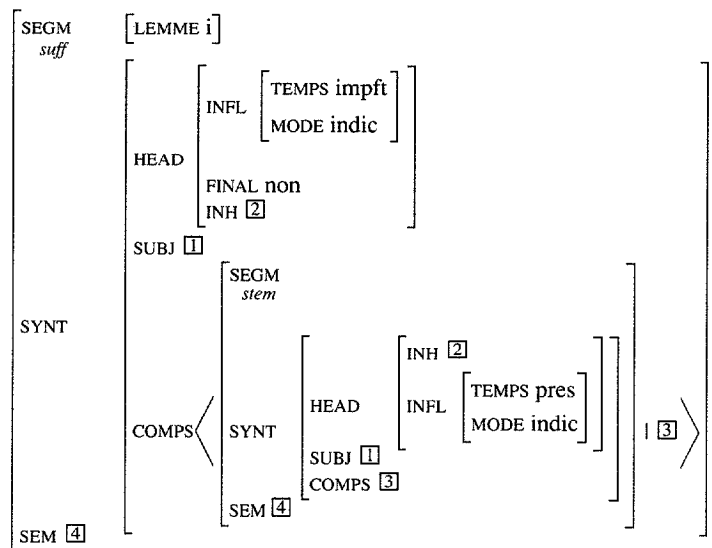 SEGM [LEMME i]
suff
TEMPS impft
INFL
MODE indic
HEAD
FINAL non
INH 2
SUBJ 1
SEGM
stem
SYNT
INH 2
TEMPS pres
HEAD INFL
MODE indic
COMPS < SYNT | 3 >
SUBJ 1
COMPS 3
SEM 4
SEM 4